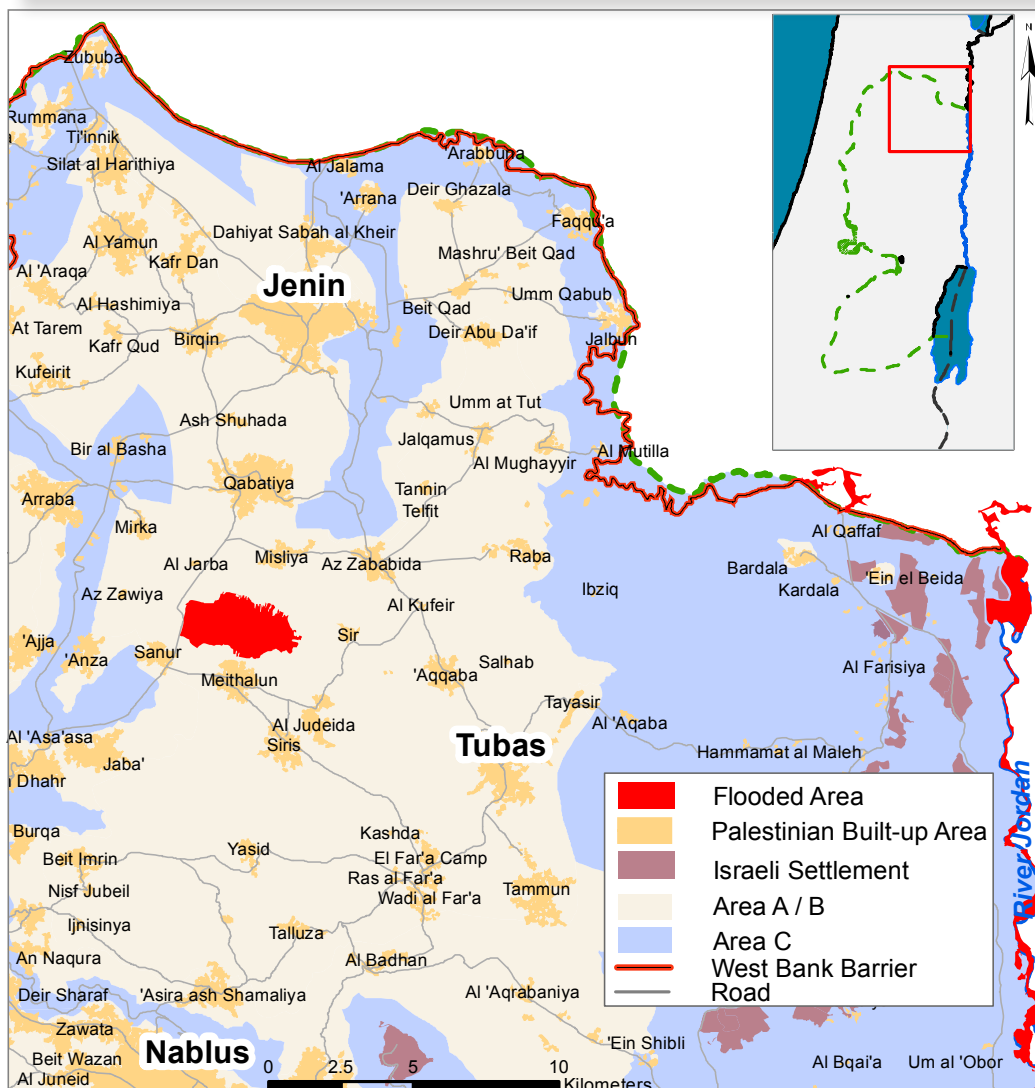 N
Zububa
Rummana
Ti'innik
Silat al Harithiya
Al Jalama
Arabbuna
'Arrana
Deir Ghazala
Faqqu'a
Dahiyat Sabah al Kheir
Al Yamun
Mashru' Beit Qad
Kafr Dan
Al 'Araqa
Jenin
Umm Qabub
Al Hashimiya
Beit Qad
At Tarem
Deir Abu Da'if
Kafr Qud
Birqin
Jalbun
Kufeirit
Umm at Tut
Ash Shuhada
Jalqamus
Bir al Basha
Al Mutilla
Al Mughayyir
Qabatiya
Arraba
Tannin
Telfit
Mirka
Al Qaffaf
Misliya
Raba
Al Jarba
Az Zababida
Bardala
'Ein el Beida
Kardala
Ibziq
Az Zawiya
Al Kufeir
Sir
'Ajja
Sanur
'Anza
Salhab
Al Farisiya
'Aqqaba
Meithalun
Tayasir
Al Judeida
Al 'Aqaba
Al 'Asa'asa
Siris
Tubas
Hammamat al Maleh
Jaba'
Dhahr
Burqa
Kashda
Yasid
Beit Imrin
El Far'a Camp
Ras al Far'a
Nisf Jubeil
Tammun
Wadi al Far'a
Ijnisinya
Talluza
An Naqura
Al Badhan
Deir Sharaf
'Asira ash Shamaliya
Al 'Aqrabaniya
Zawata
'Ein Shibli
Beit Wazan
Nablus
Al Bqai'a
Um al 'Obor
Al Juneid
River Jordan
Flooded Area
Palestinian Built-up Area
Israeli Settlement
Area A / B
Area C
West Bank Barrier
Road
0 2.5 5 10
Kilometers